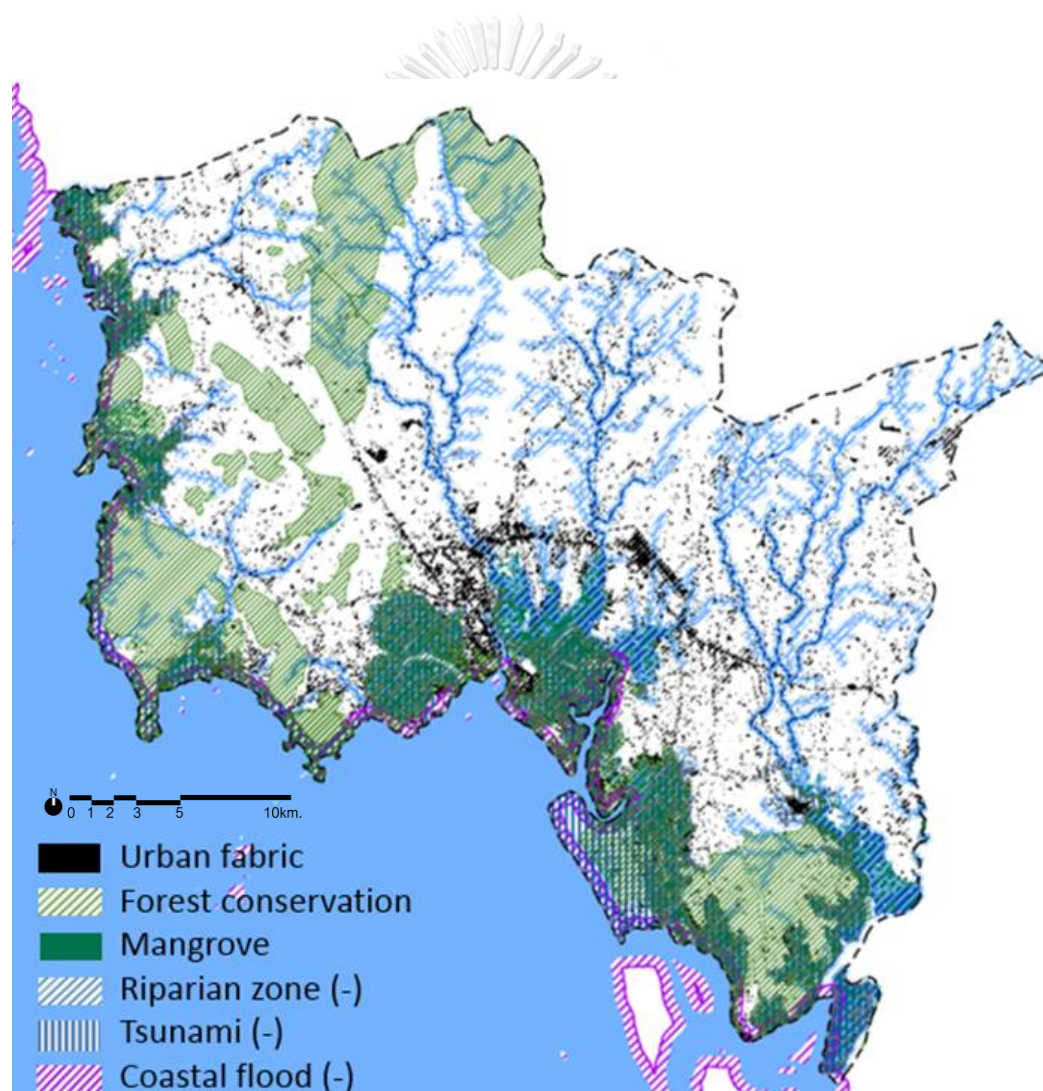 N
0 1 2 3 5 10km.
Urban fabric
Forest conservation
Mangrove
Riparian zone (-)
Tsunami (-)
Coastal flood (-)